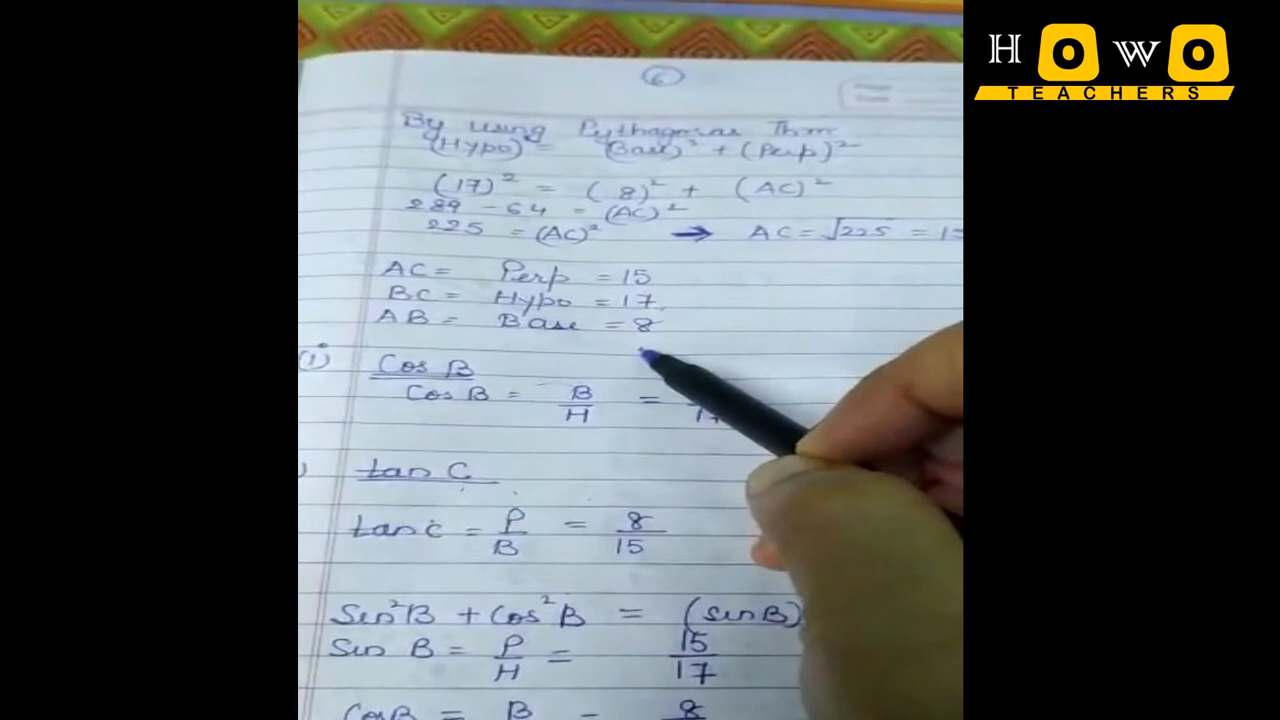 HOWO
TEACHERS
6
By using Pythagoras Thm
(Hypo)² = (Base)² + (Perp)²
(17)² = (8)² + (AC)²
289 - 64 = (AC)²
225 = (AC)² → AC = √225 = 15
AC = Perp = 15
BC = Hypo = 17
AB = Base = 8
(i) Cos B
Cos B = B/H = /17
) tan C
tan C = P/B = 8/15
Sin²B + Cos²B = (sin B)
Sin B = P/H = 15/17
Cos B = B = 8